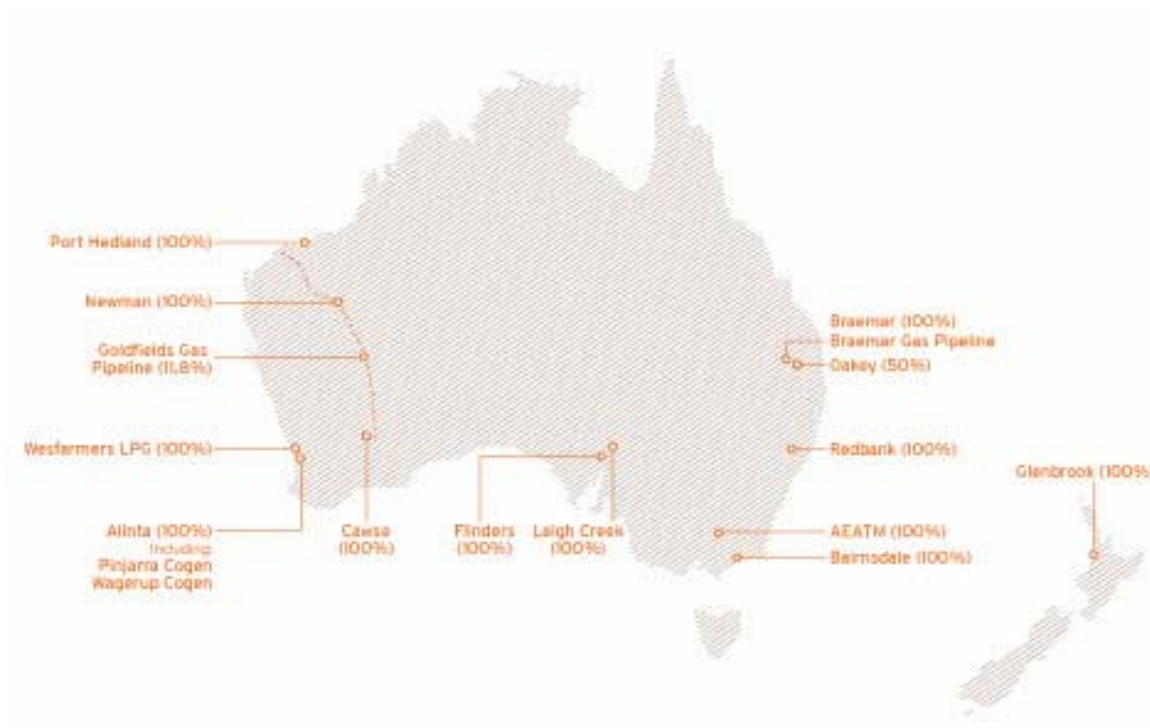 Port Hedland (100%)
Newman (100%)
Goldfields Gas
Pipeline (11.8%)
Wesfarmers LPG (100%)
Alinta (100%)
Including
Pinjarra Cogen
Wagerup Cogen
Cawse
(100%)
Flinders
(100%)
Leigh Creek
(100%)
Braemar (100%)
Braemar Gas Pipeline
Oakey (50%)
Redbank (100%)
AEATM (100%)
Bairnsdale (100%)
Glenbrook (100%